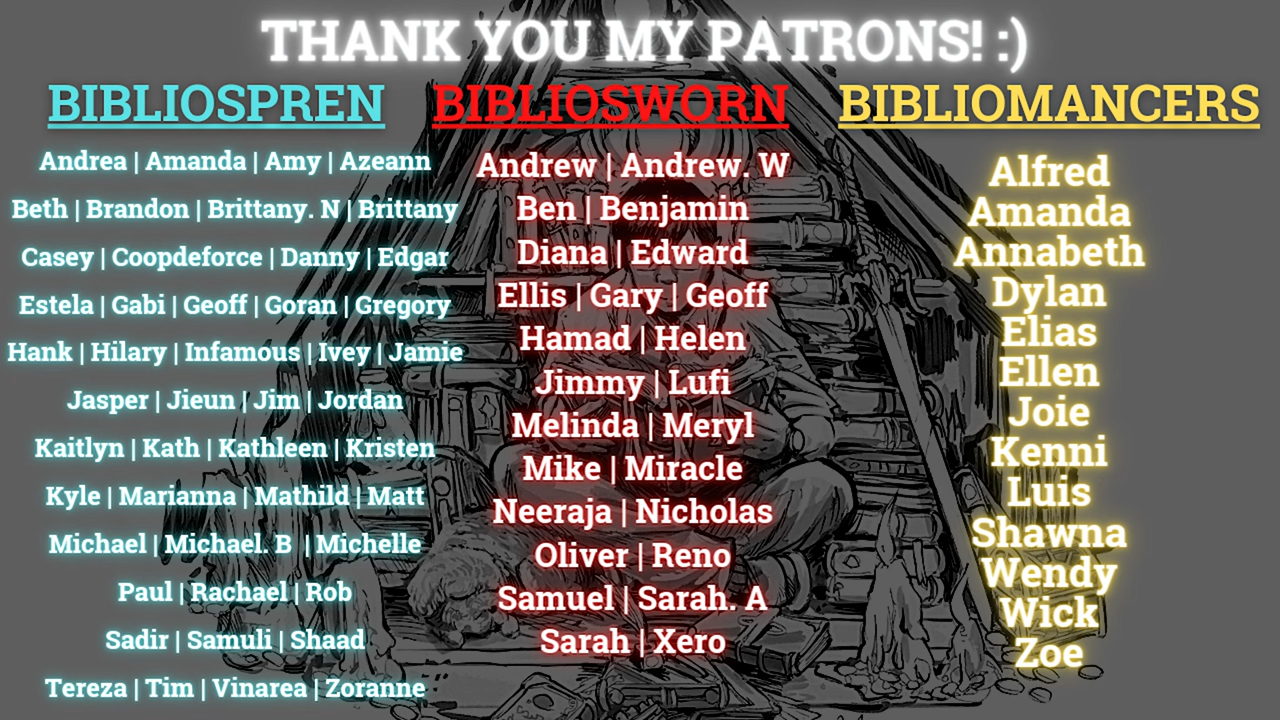 THANK YOU MY PATRONS! :)
BIBLIOSPREN
Andrea | Amanda | Amy | Azeann
Beth | Brandon | Brittany. N | Brittany
Casey | Coopdeforce | Danny | Edgar
Estela | Gabi | Geoff | Goran | Gregory
Hank | Hilary | Infamous | Ivey | Jamie
Jasper | Jieun | Jim | Jordan
Kaitlyn | Kath | Kathleen | Kristen
Kyle | Marianna | Mathild | Matt
Michael | Michael. B | Michelle
Paul | Rachael | Rob
Sadir | Samuli | Shaad
Tereza | Tim | Vinarea | Zoranne
BIBLIOSWORN
Andrew | Andrew. W
Ben | Benjamin
Diana | Edward
Ellis | Gary | Geoff
Hamad | Helen
Jimmy | Lufi
Melinda | Meryl
Mike | Miracle
Neeraja | Nicholas
Oliver | Reno
Samuel | Sarah. A
Sarah | Xero
BIBLIOMANCERS
Alfred
Amanda
Annabeth
Dylan
Elias
Ellen
Joie
Kenni
Luis
Shawna
Wendy
Wick
Zoe